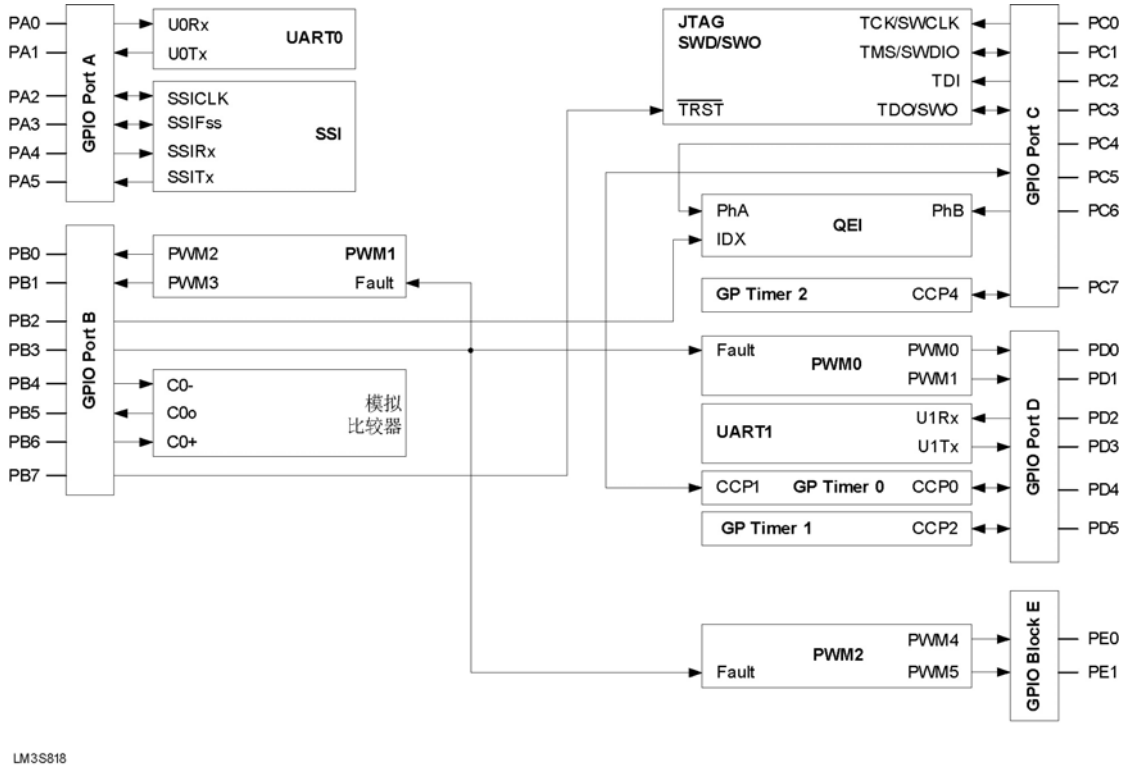 PA0
PA1
PA2
PA3
PA4
PA5
GPIO Port A
U0Rx
UART0
U0Tx
SSICLK
SSIFss
SSI
SSIRx
SSITx
PB0
PB1
PB2
PB3
PB4
PB5
PB6
PB7
GPIO Port B
PWM2
PWM1
PWM3
Fault
C0-
模拟
C0o
比较器
C0+
JTAG
TCK/SWCLK
SWD/SWO
TMS/SWDIO
TDI
TRST
TDO/SWO
GPIO Port C
PC0
PC1
PC2
PC3
PC4
PC5
PC6
PC7
PhA
QEI
PhB
IDX
GP Timer 2
CCP4
Fault
PWM0
PWM0
PWM1
UART1
U1Rx
U1Tx
CCP1
GP Timer 0
CCP0
GP Timer 1
CCP2
GPIO Port D
PD0
PD1
PD2
PD3
PD4
PD5
PWM2
PWM4
Fault
PWM5
GPIO Block E
PE0
PE1
LM3S818